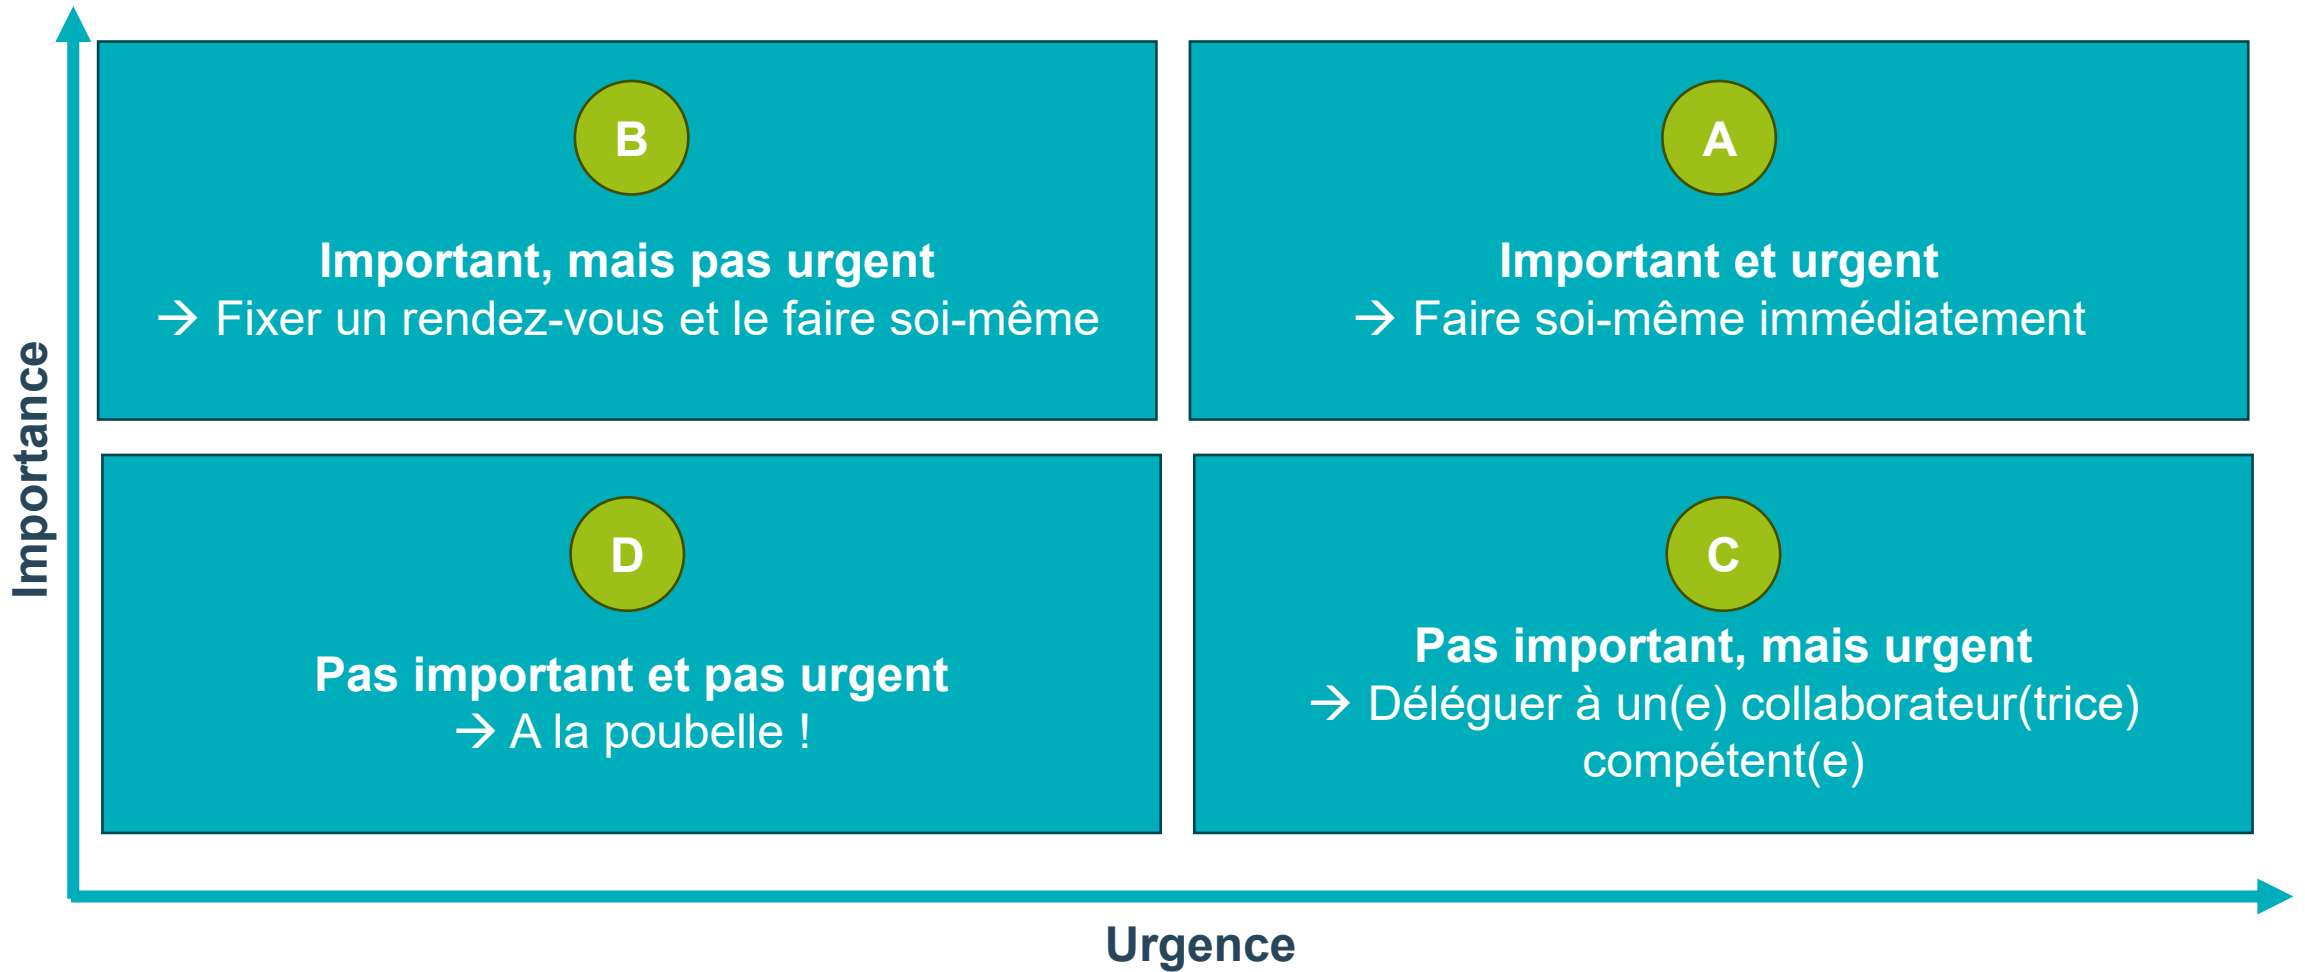 B
Important, mais pas urgent
→ Fixer un rendez-vous et le faire soi-même
A
Important et urgent
→ Faire soi-même immédiatement
Importance
D
Pas important et pas urgent
→ A la poubelle !
C
Pas important, mais urgent
→ Déléguer à un(e) collaborateur(trice)
compétent(e)
Urgence